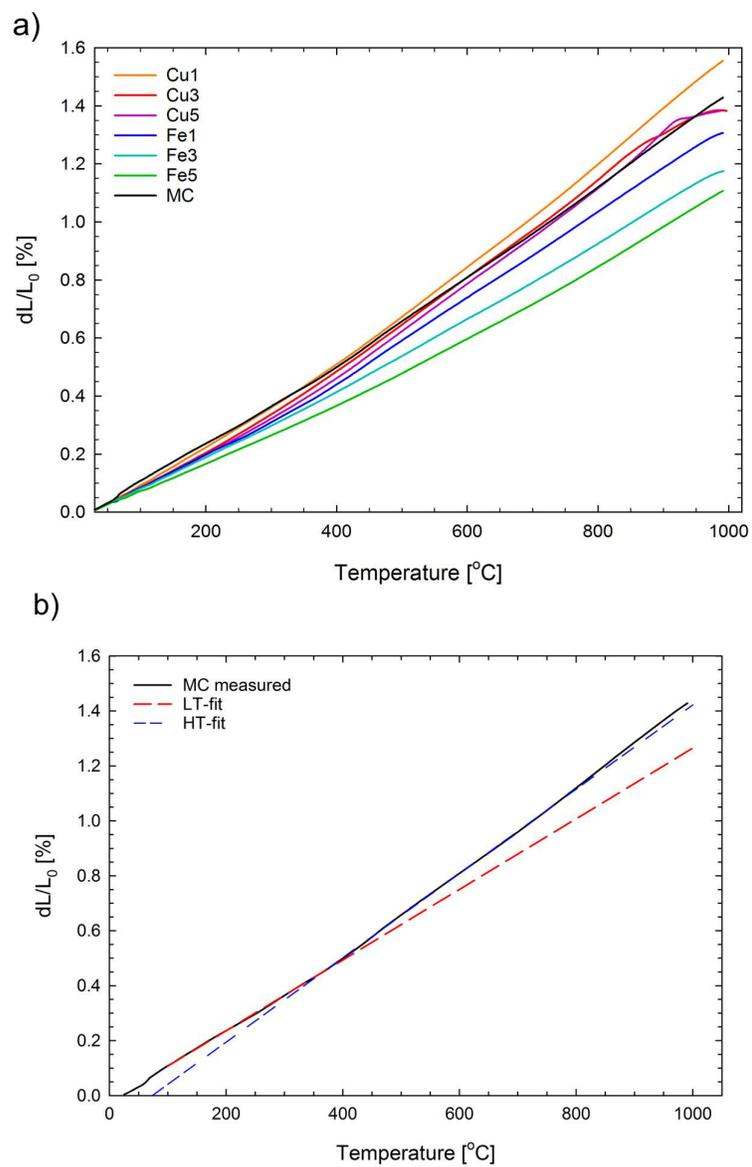 a)
1.6
1.4
1.2
1.0
0.8
0.6
0.4
0.2
0.0
dL/L₀ [%]
Cu1
Cu3
Cu5
Fe1
Fe3
Fe5
MC
200
400
600
800
1000
Temperature [°C]
b)
1.6
1.4
1.2
1.0
0.8
0.6
0.4
0.2
0.0
dL/L₀ [%]
MC measured
LT-fit
HT-fit
0
200
400
600
800
1000
Temperature [°C]